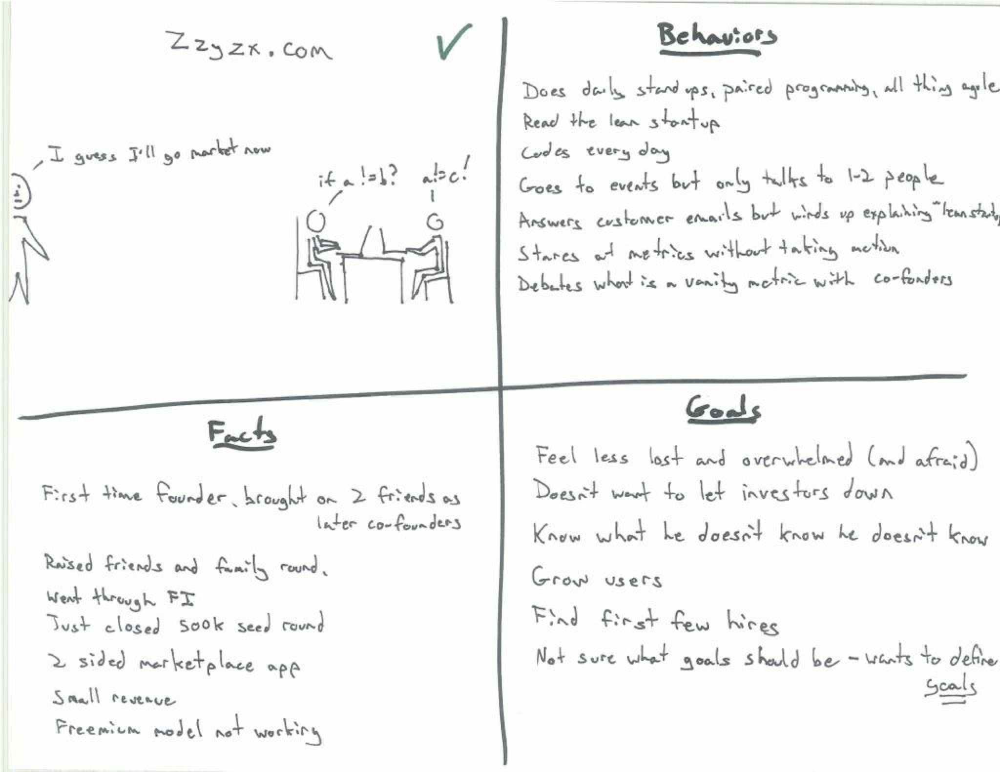 Zzyzx.com
I guess I'll go market now
if a != b?
a != c!
Behaviors
Does daily stand ups, paired programming, all thing agile
Read the lean startup
Codes every day
Goes to events but only talks to 1-2 people
Answers customer emails but winds up explaining "lean startup
Stares at metrics without taking action
Debates what is a vanity metric with co-fonders
Facts
First time founder, brought on 2 friends as
later co-founders
Raised friends and family round.
Went through FI
Just closed 500k seed round
2 sided marketplace app
Small revenue
Freemium model not working
Goals
Feel less lost and overwhelmed (and afraid)
Doesn't want to let investors down
Know what he doesn't know he doesn't know
Grow users
Find first few hires
Not sure what goals should be - wants to define
goals